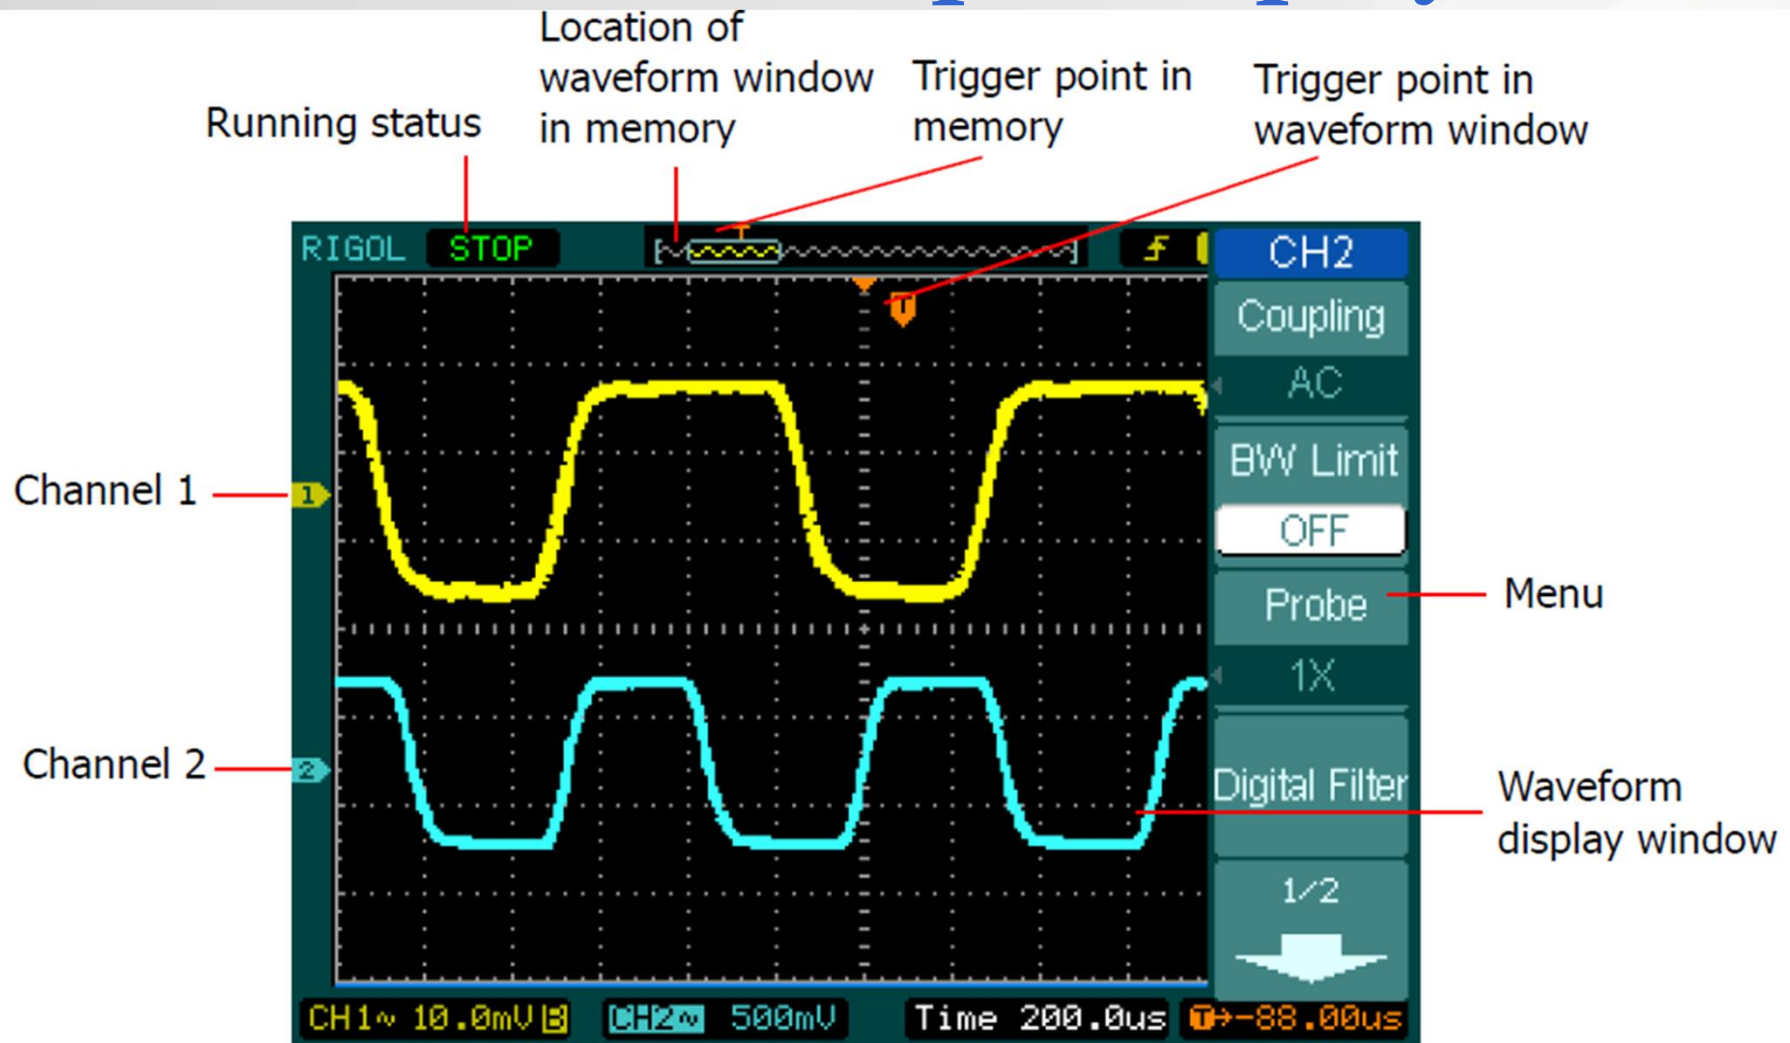 Location of
waveform window
in memory
Trigger point in
memory
Trigger point in
waveform window
Running status
RIGOL STOP
T
CH2
T
Coupling
AC
BW Limit
OFF
Probe
1X
Digital Filter
1/2
Channel 1
1
Channel 2
2
Menu
Waveform
display window
CH1~ 10.0mV B
CH2~ 500mV
Time 200.0us
T→-88.00us